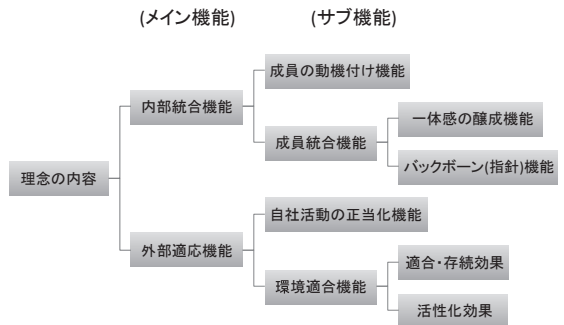 (メイン機能)
(サブ機能)
成員の動機付け機能
内部統合機能
一体感の醸成機能
成員統合機能
バックボーン(指針)機能
理念の内容
自社活動の正当化機能
外部適応機能
適合・存続効果
環境適合機能
活性化効果